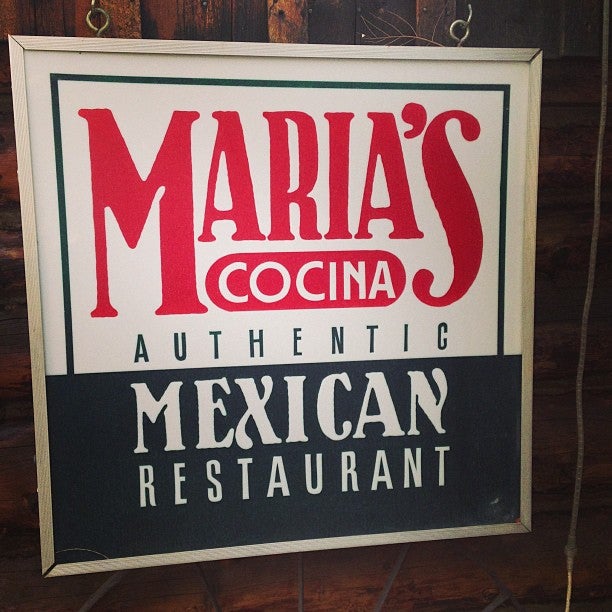 MARIA'S
COCINA
AUTHENTIC
MEXICAN
RESTAURANT